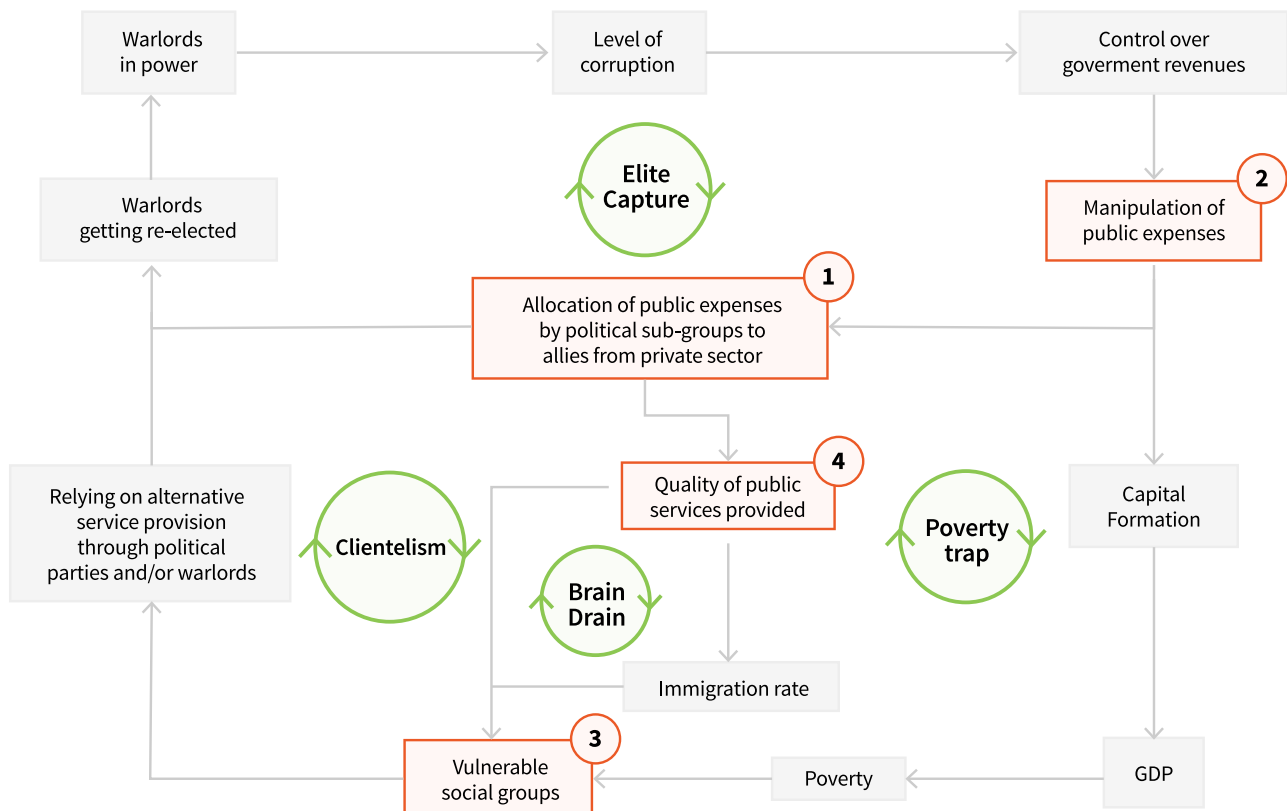 Warlords
in power
Level of
corruption
Control over
goverment revenues
Elite
Capture
2
Manipulation of
public expenses
Warlords
getting re-elected
1
Allocation of public expenses
by political sub-groups to
allies from private sector
4
Quality of public
services provided
Relying on alternative
service provision
through political
parties and/or warlords
Clientelism
Poverty
trap
Capital
Formation
Brain
Drain
Immigration rate
3
Vulnerable
social groups
Poverty
GDP